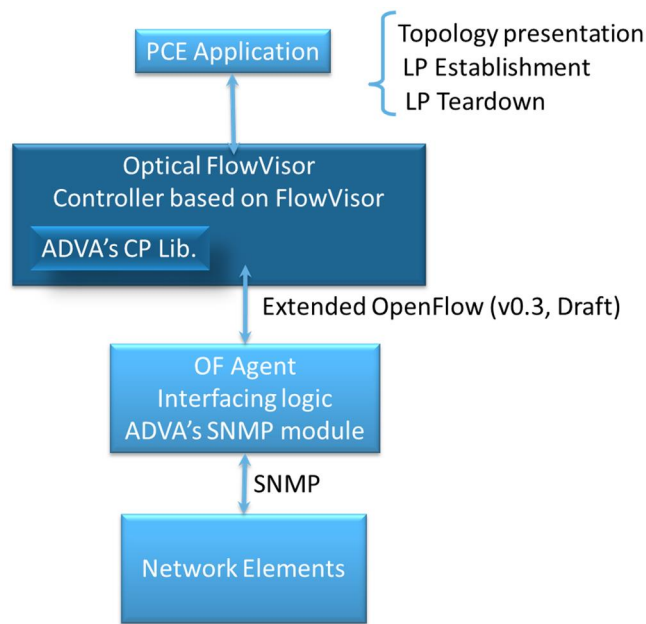 PCE Application
Topology presentation
LP Establishment
LP Teardown
Optical FlowVisor
Controller based on FlowVisor
ADVA's CP Lib.
Extended OpenFlow (v0.3, Draft)
OF Agent
Interfacing logic
ADVA's SNMP module
SNMP
Network Elements